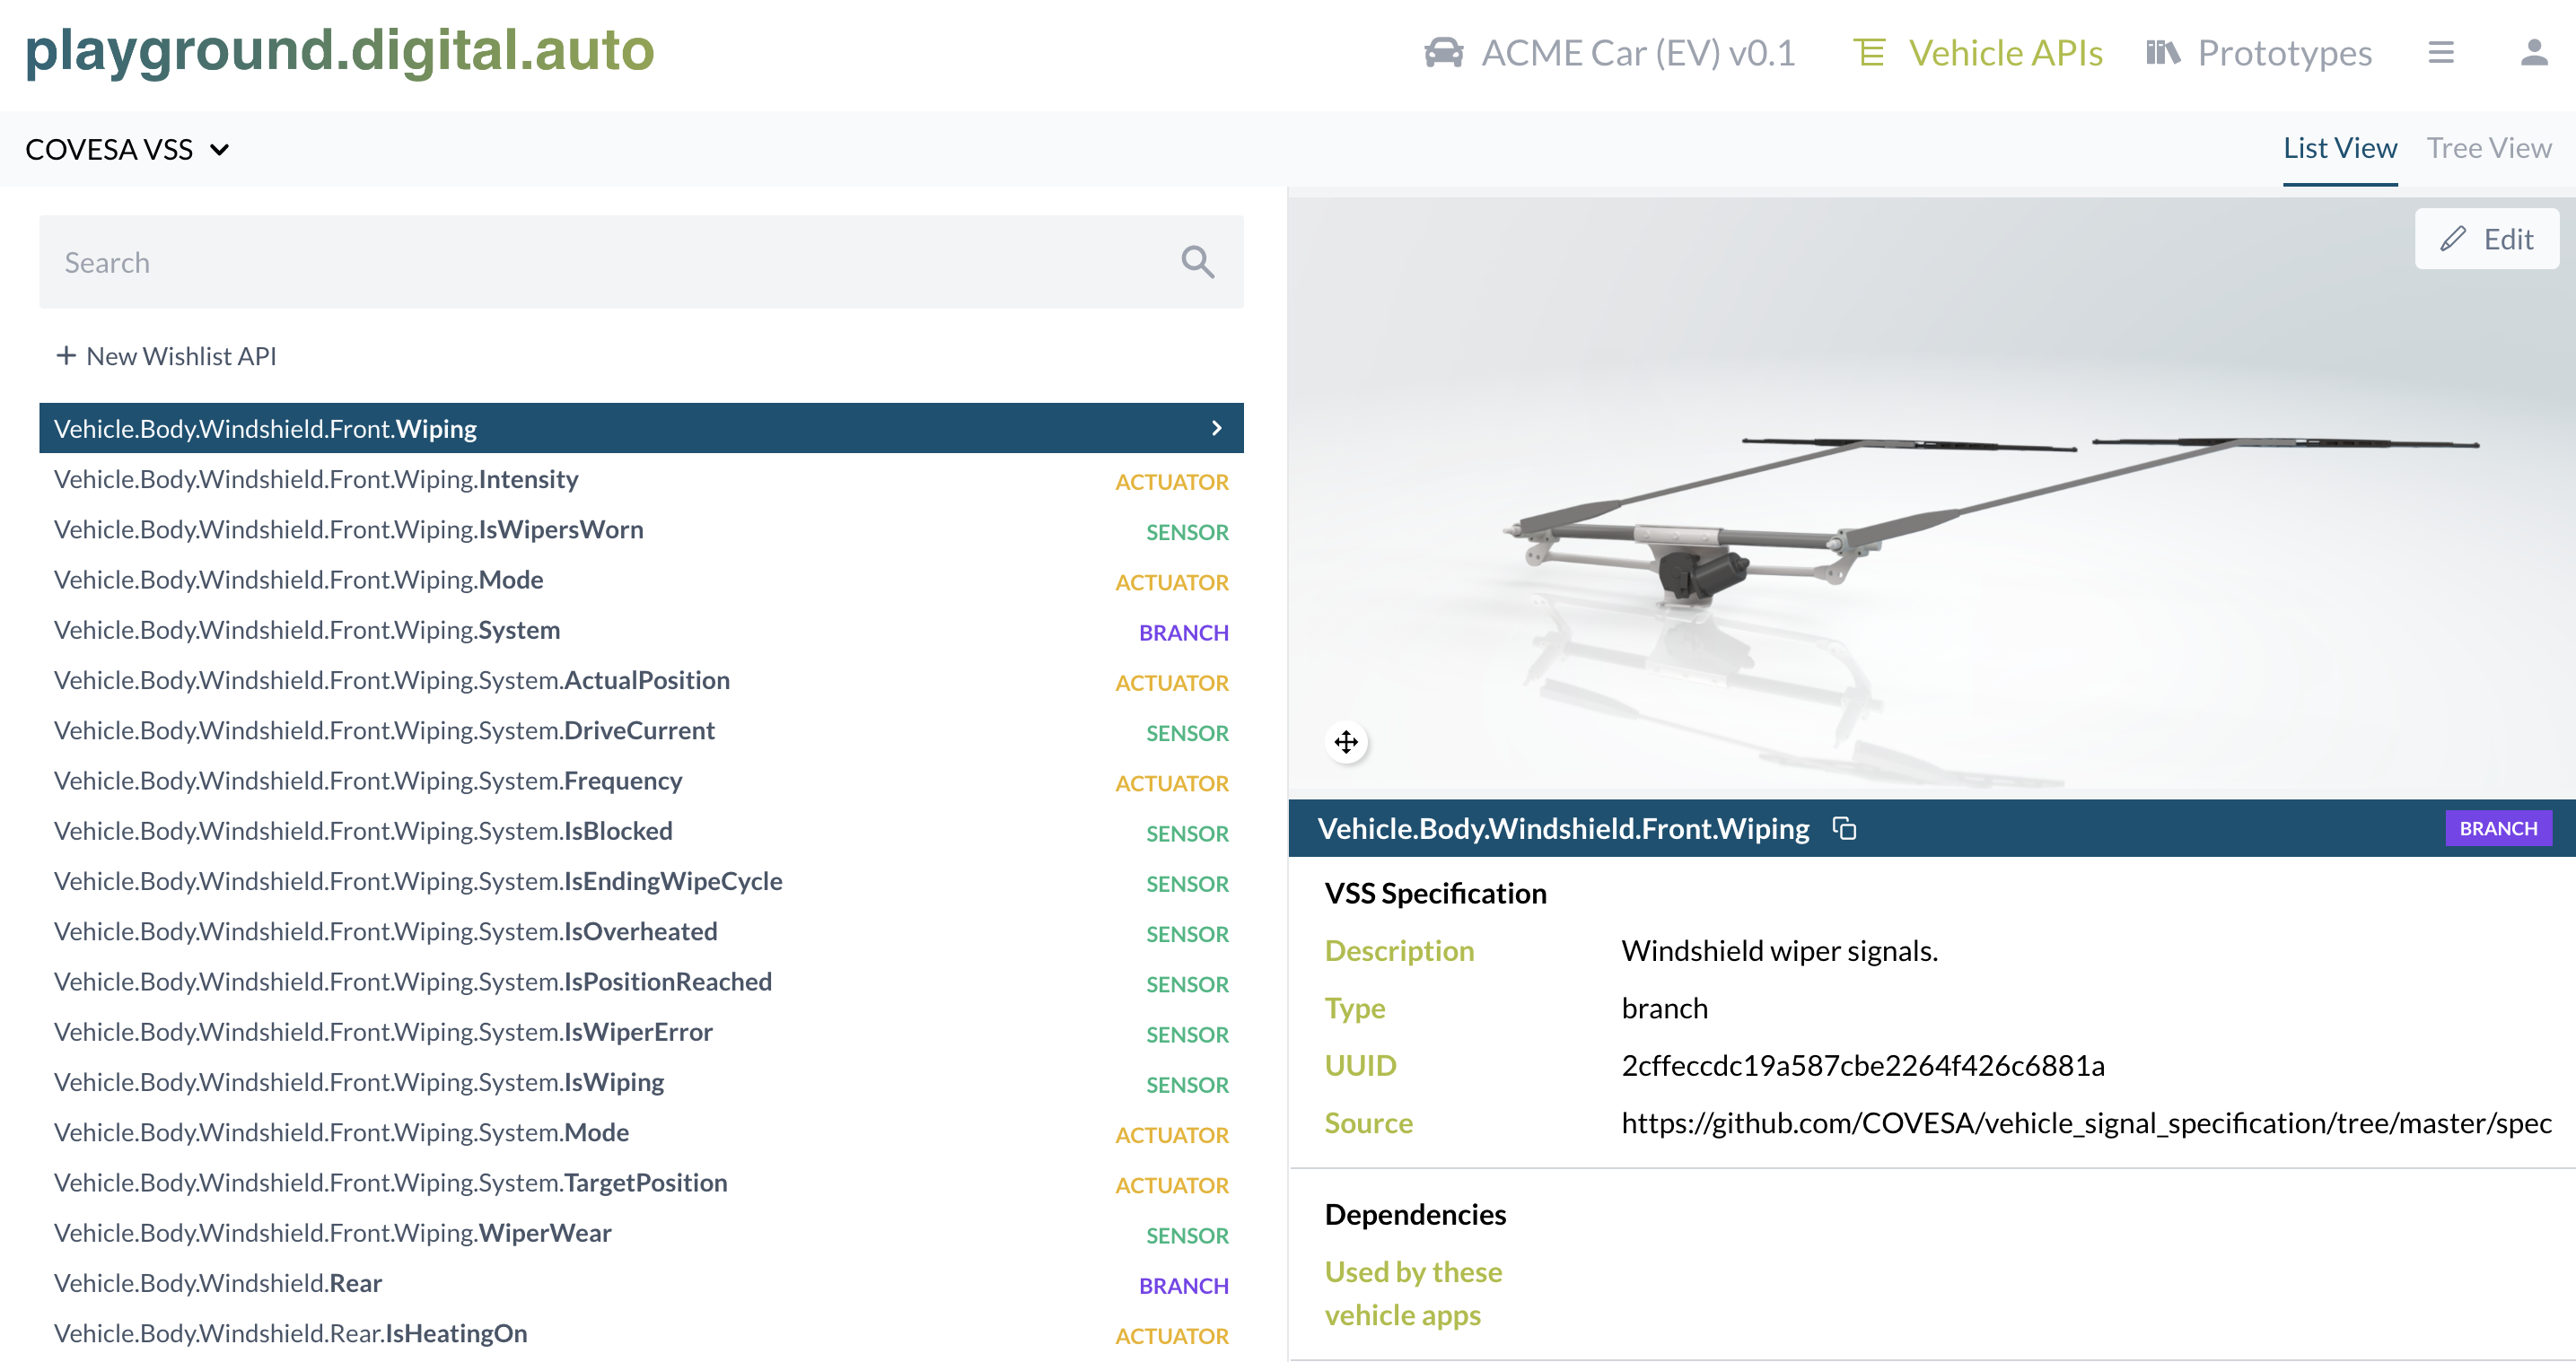 playground.digital.auto
ACME Car (EV) v0.1
Vehicle APIs
Prototypes
COVESA VSS
List View
Tree View
Search
+ New Wishlist API
Vehicle.Body.Windshield.Front.Wiping
Vehicle.Body.Windshield.Front.Wiping.Intensity ACTUATOR
Vehicle.Body.Windshield.Front.Wiping.IsWipersWorn SENSOR
Vehicle.Body.Windshield.Front.Wiping.Mode ACTUATOR
Vehicle.Body.Windshield.Front.Wiping.System BRANCH
Vehicle.Body.Windshield.Front.Wiping.System.ActualPosition ACTUATOR
Vehicle.Body.Windshield.Front.Wiping.System.DriveCurrent SENSOR
Vehicle.Body.Windshield.Front.Wiping.System.Frequency ACTUATOR
Vehicle.Body.Windshield.Front.Wiping.System.IsBlocked SENSOR
Vehicle.Body.Windshield.Front.Wiping.System.IsEndingWipeCycle SENSOR
Vehicle.Body.Windshield.Front.Wiping.System.IsOverheated SENSOR
Vehicle.Body.Windshield.Front.Wiping.System.IsPositionReached SENSOR
Vehicle.Body.Windshield.Front.Wiping.System.IsWiperError SENSOR
Vehicle.Body.Windshield.Front.Wiping.System.IsWiping SENSOR
Vehicle.Body.Windshield.Front.Wiping.System.Mode ACTUATOR
Vehicle.Body.Windshield.Front.Wiping.System.TargetPosition ACTUATOR
Vehicle.Body.Windshield.Front.Wiping.WiperWear SENSOR
Vehicle.Body.Windshield.Rear BRANCH
Vehicle.Body.Windshield.Rear.IsHeatingOn ACTUATOR
Edit
Vehicle.Body.Windshield.Front.Wiping BRANCH
VSS Specification
Description Windshield wiper signals.
Type branch
UUID 2cffeccdc19a587cbe2264f426c6881a
Source https://github.com/COVESA/vehicle_signal_specification/tree/master/spec
Dependencies
Used by these
vehicle apps